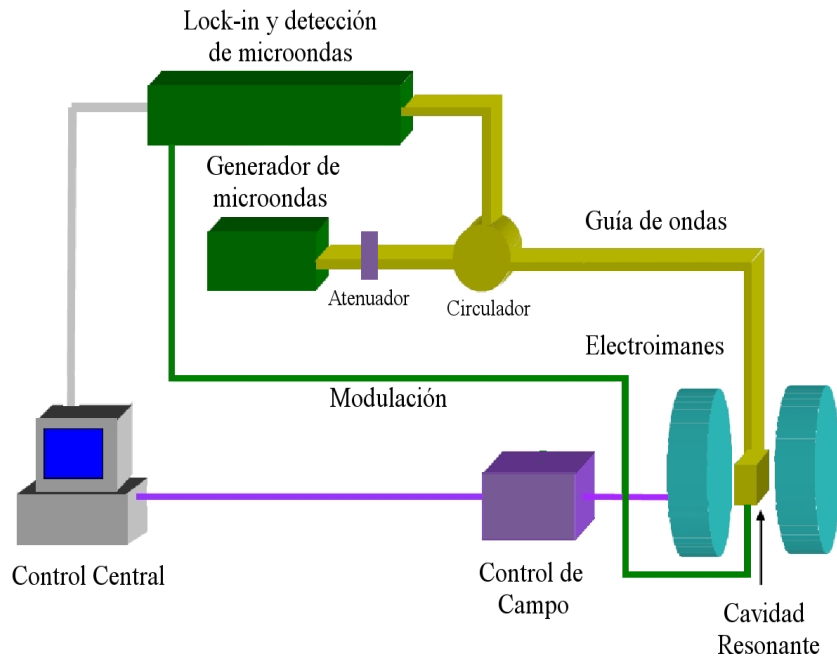 Lock-in y detección
de microondas
Generador de
microondas
Guía de ondas
Atenuador
Circulador
Electroimanes
Modulación
Control Central
Control de
Campo
Cavidad
Resonante